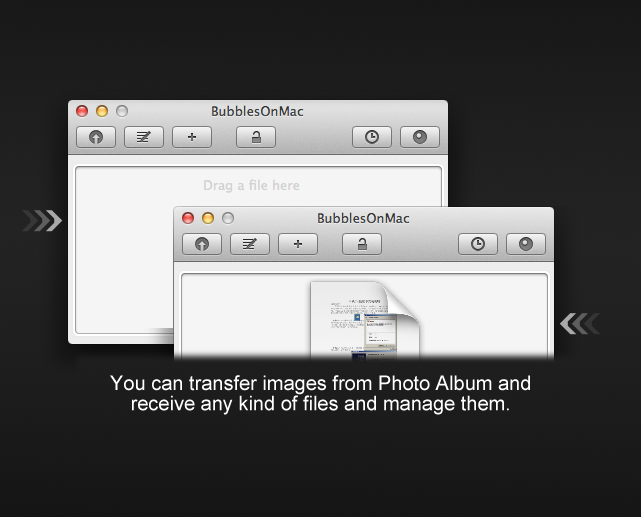 BubblesOnMac
Drag a file here
BubblesOnMac
You can transfer images from Photo Album and
receive any kind of files and manage them.